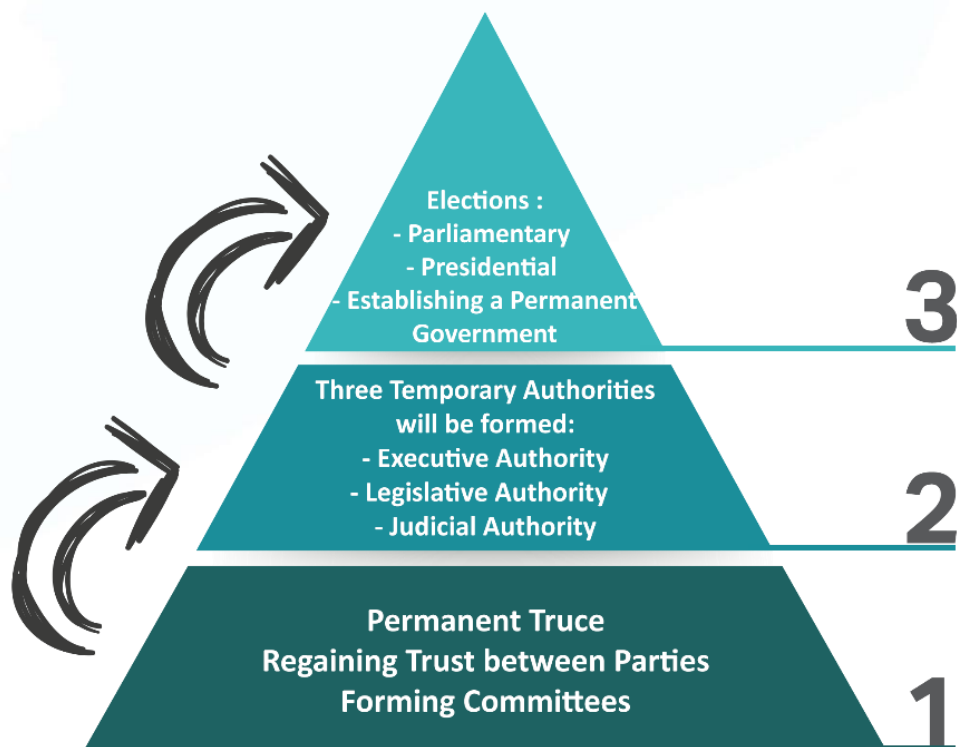 Elections :
- Parliamentary
- Presidential
- Establishing a Permanent
Government
3
Three Temporary Authorities
will be formed:
- Executive Authority
- Legislative Authority
- Judicial Authority
2
Permanent Truce
Regaining Trust between Parties
Forming Committees
1